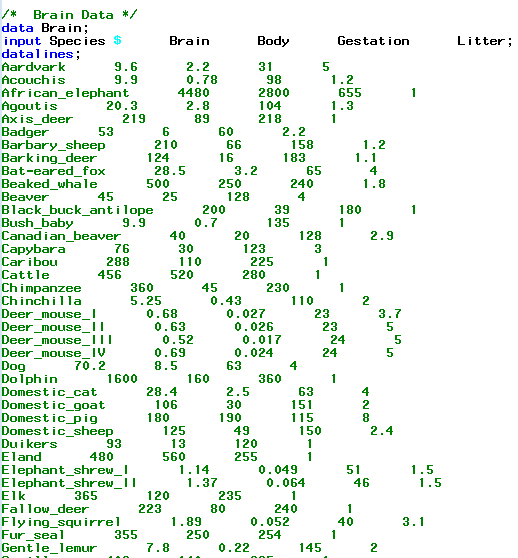 /*  Brain Data */
data Brain;
input Species $ Brain Body Gestation Litter;
datalines;
Aardvark 9.6 2.2 31 5
Acouchis 9.9 0.78 98 1.2
African_elephant 4480 2800 655 1
Agoutis 20.3 2.8 104 1.3
Axis_deer 219 89 218 1
Badger 53 6 60 2.2
Barbary_sheep 210 66 158 1.2
Barking_deer 124 16 183 1.1
Bat-eared_fox 28.5 3.2 65 4
Beaked_whale 500 250 240 1.8
Beaver 45 25 128 4
Black_buck_antilope 200 39 180 1
Bush_baby 9.9 0.7 135 1
Canadian_beaver 40 20 128 2.9
Capybara 76 30 123 3
Caribou 288 110 225 1
Cattle 456 520 280 1
Chimpanzee 360 45 230 1
Chinchilla 5.25 0.43 110 2
Deer_mouse_I 0.68 0.027 23 3.7
Deer_mouse_II 0.63 0.026 23 5
Deer_mouse_III 0.52 0.017 24 5
Deer_mouse_IV 0.69 0.024 24 5
Dog 70.2 8.5 63 4
Dolphin 1600 160 360 1
Domestic_cat 28.4 2.5 63 4
Domestic_goat 106 30 151 2
Domestic_pig 180 190 115 8
Domestic_sheep 125 49 150 2.4
Duikers 93 13 120 1
Eland 480 560 255 1
Elephant_shrew_I 1.14 0.049 51 1.5
Elephant_shrew_II 1.37 0.064 46 1.5
Elk 365 120 235 1
Fallow_deer 223 80 240 1
Flying_squirrel 1.89 0.052 40 3.1
Fur_seal 355 250 254 1
Gentle_lemur 7.8 0.22 145 2